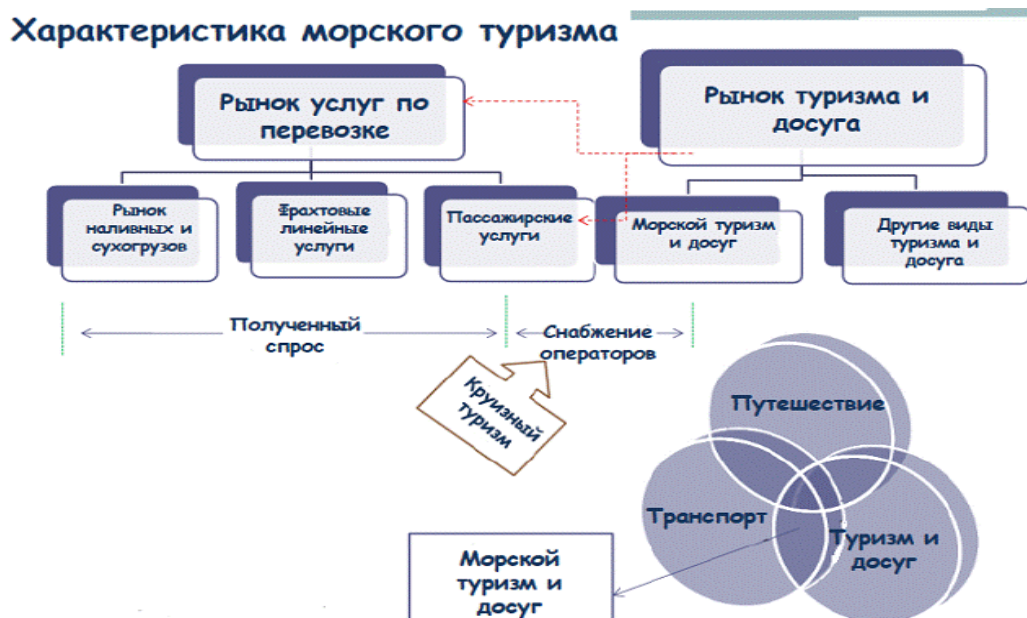 Характеристика морского туризма
Рынок услуг по
перевозке
Рынок туризма и
досуга
Рынок
наливных и
сухогрузов
Фрахтовые
линейные
услуги
Пассажирские
услуги
Морской туризм
и досуг
Другие виды
туризма и
досуга
Полученный
спрос
Снабжение
операторов
Круизный
туризм
Путешествие
Транспорт
Туризм и
досуг
Морской
туризм и
досуг